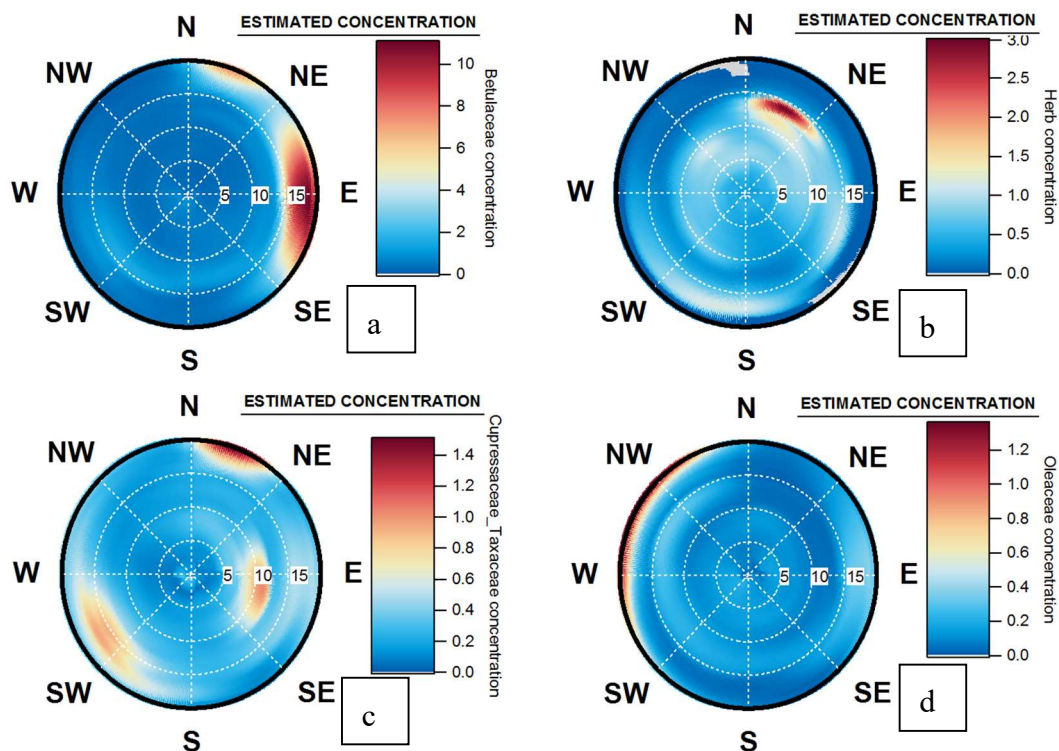 ESTIMATED CONCENTRATION
N
NW
NE
W
E
SW
SE
S
5
10
15
10
8
6
4
2
0
Betulaceae concentration
a
ESTIMATED CONCENTRATION
N
NW
NE
W
E
SW
SE
S
5
10
15
3.0
2.5
2.0
1.5
1.0
0.5
0.0
Herb concentration
b
ESTIMATED CONCENTRATION
N
NW
NE
W
E
SW
SE
S
5
10
15
1.4
1.2
1.0
0.8
0.6
0.4
0.2
0.0
Cupressaceae_Taxaceae concentration
c
ESTIMATED CONCENTRATION
N
NW
NE
W
E
SW
SE
S
5
10
15
1.2
1.0
0.8
0.6
0.4
0.2
0.0
Oleaceae concentration
d